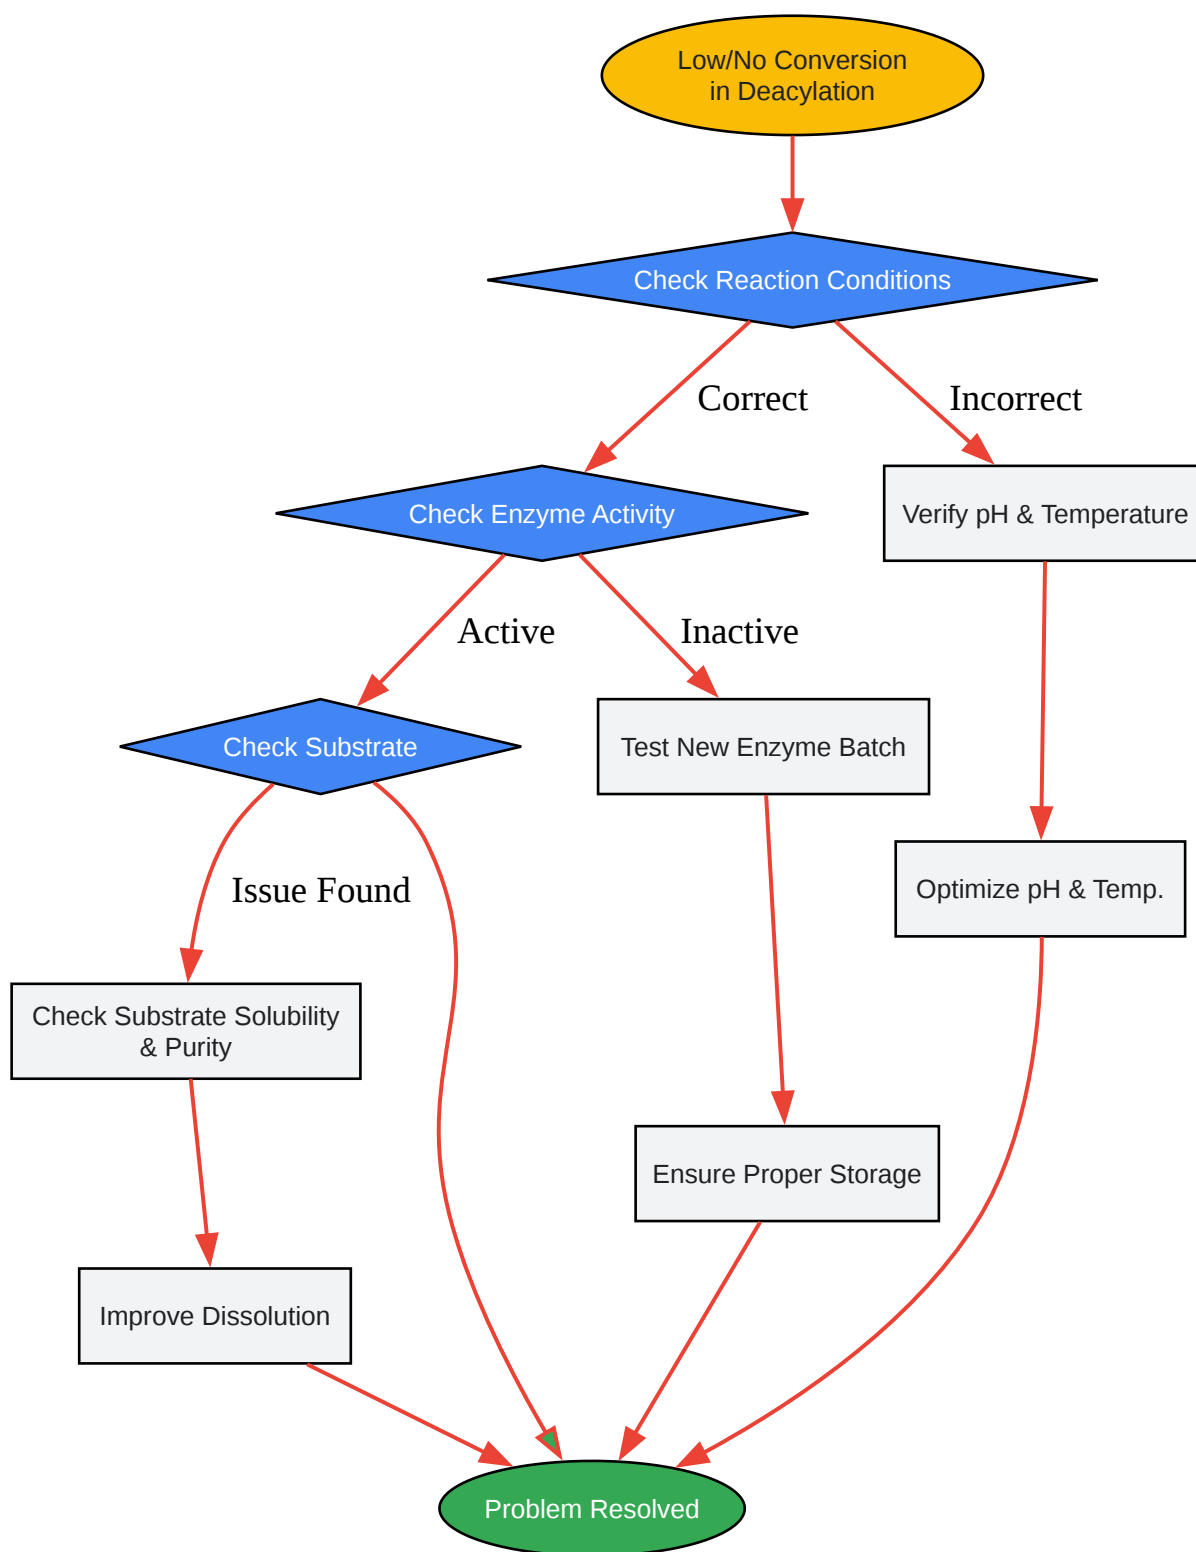 Low/No Conversion
in Deacylation
Check Reaction Conditions
Correct
Incorrect
Check Enzyme Activity
Verify pH & Temperature
Active
Inactive
Check Substrate
Test New Enzyme Batch
Issue Found
Optimize pH & Temp.
Check Substrate Solubility
& Purity
Ensure Proper Storage
Improve Dissolution
Problem Resolved